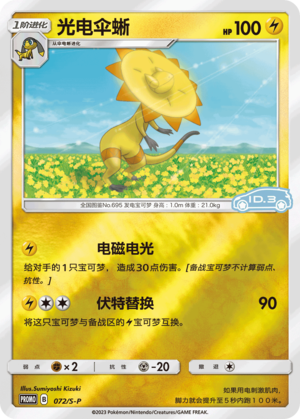 1阶进化
光电伞蜥
HP 100
从伞电蜥进化
ID.3
全国图鉴No.695 发电宝可梦 身高：1.0m 体重：21.0kg
电磁电光
给对手的1只宝可梦，造成30点伤害。[备战宝可梦不计算弱点、
抗性。]
伏特替换 90
将这只宝可梦与备战区的宝可梦互换。
弱点 ×2 抗性 -20 撤退
Illus.Sumiyoshi Kizuki
PROMO B 072/S-P
如果用电刺激肌肉，
脚力就会提升至５秒内跑１００米。
©2023 Pokémon/Nintendo/Creatures/GAME FREAK.